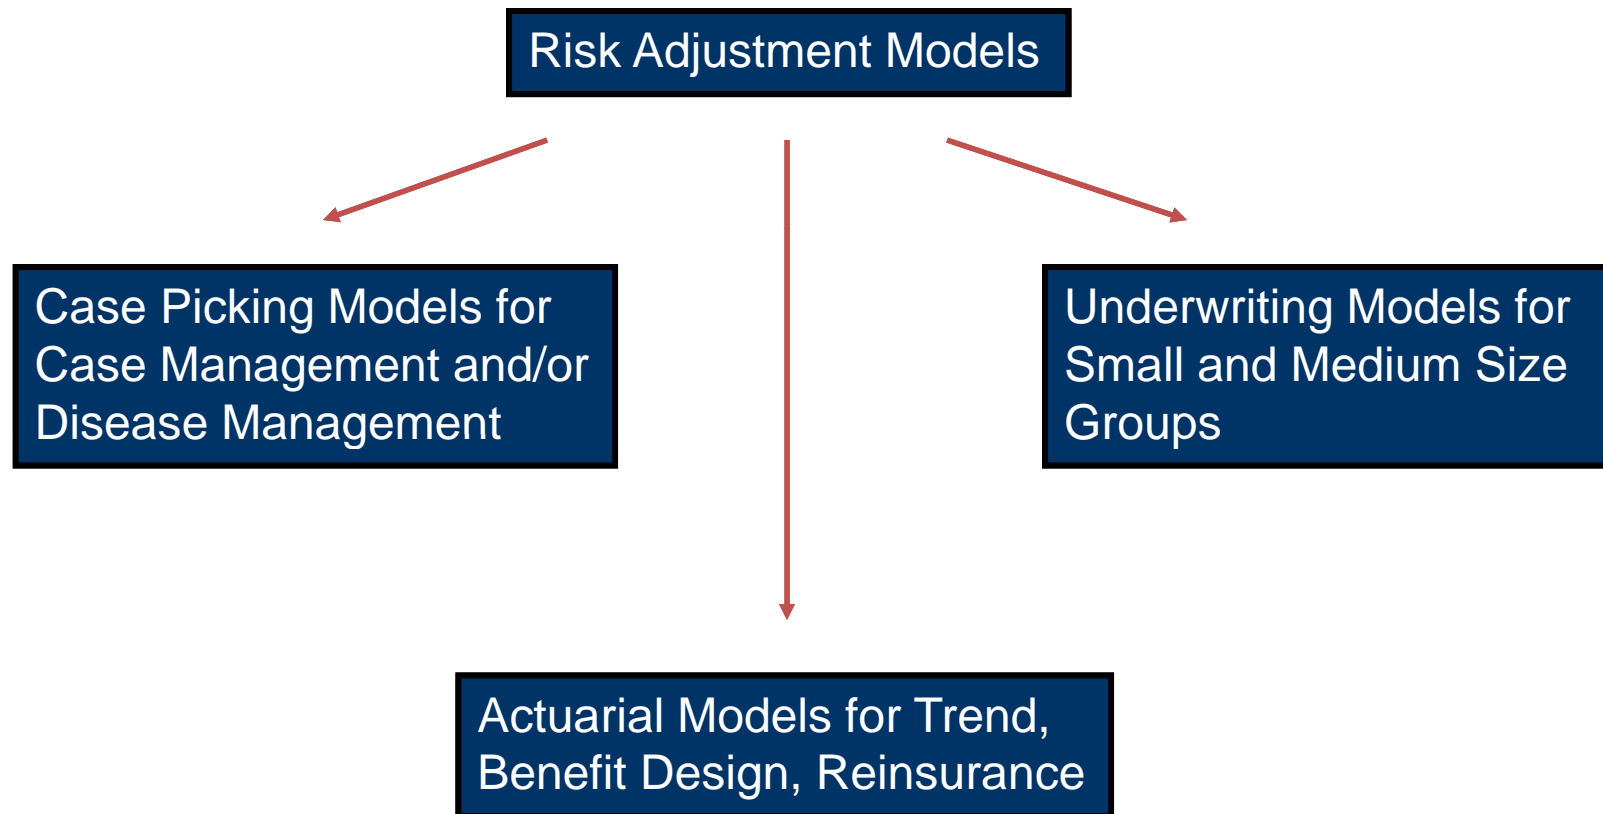 Risk Adjustment Models
Case Picking Models for
Case Management and/or
Disease Management
Underwriting Models for
Small and Medium Size
Groups
Actuarial Models for Trend,
Benefit Design, Reinsurance